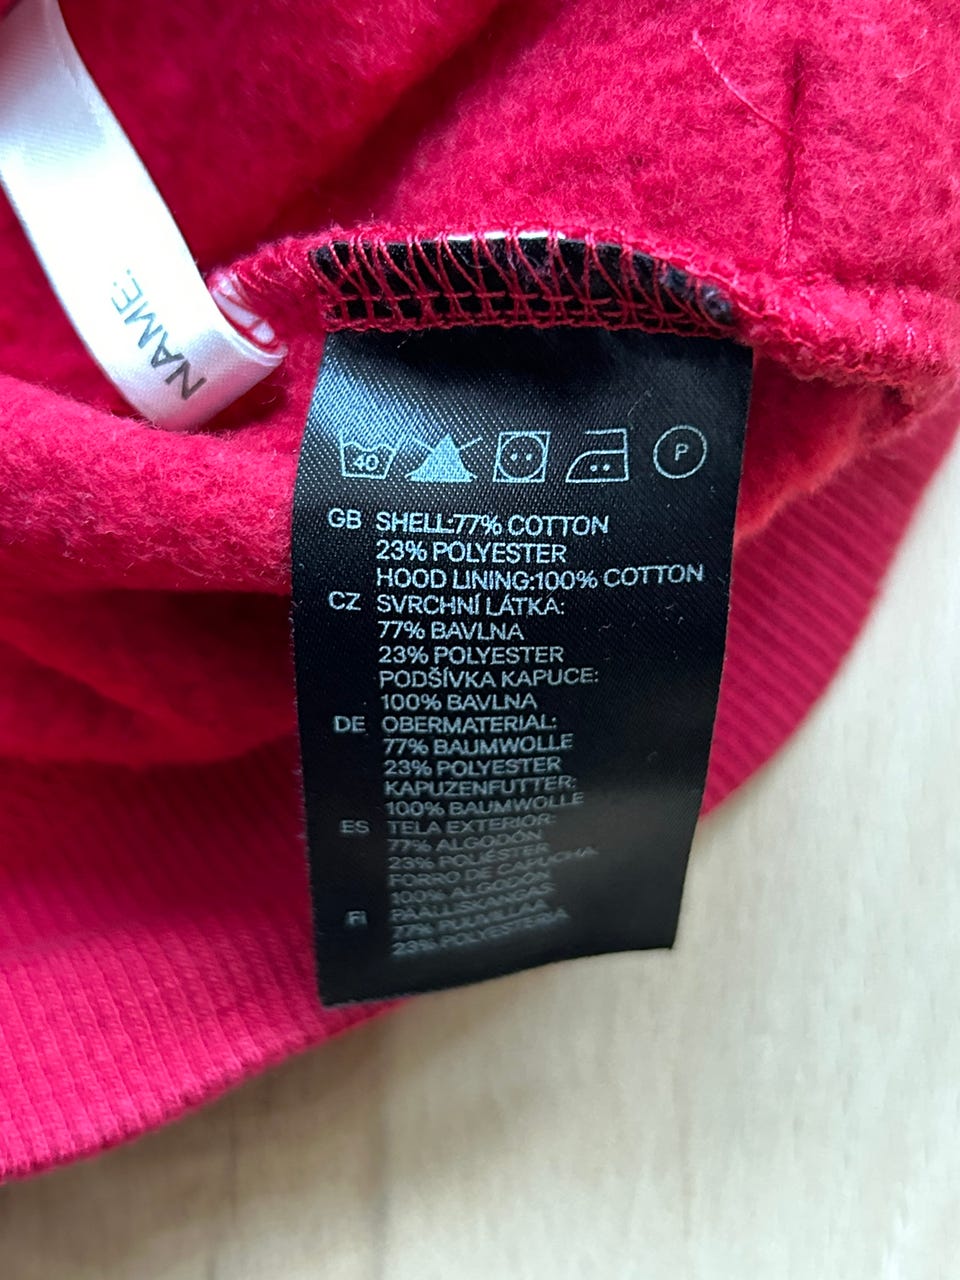 NAME:
40
P
GB SHELL:77% COTTON
23% POLYESTER
HOOD LINING:100% COTTON
CZ SVRCHNÍ LÁTKA:
77% BAVLNA
23% POLYESTER
PODŠÍVKA KAPUCE:
100% BAVLNA
DE OBERMATERIAL:
77% BAUMWOLLE
23% POLYESTER
KAPUZENFUTTER:
100% BAUMWOLLE
ES TELA EXTERIOR:
77% ALGODÓN
23% POLIÉSTER
FORRO DE CAPUCHA:
100% ALGODÓN
FI PÄÄLLISKANGAS
77% PUUVILLAA
23% POLYESTERIA